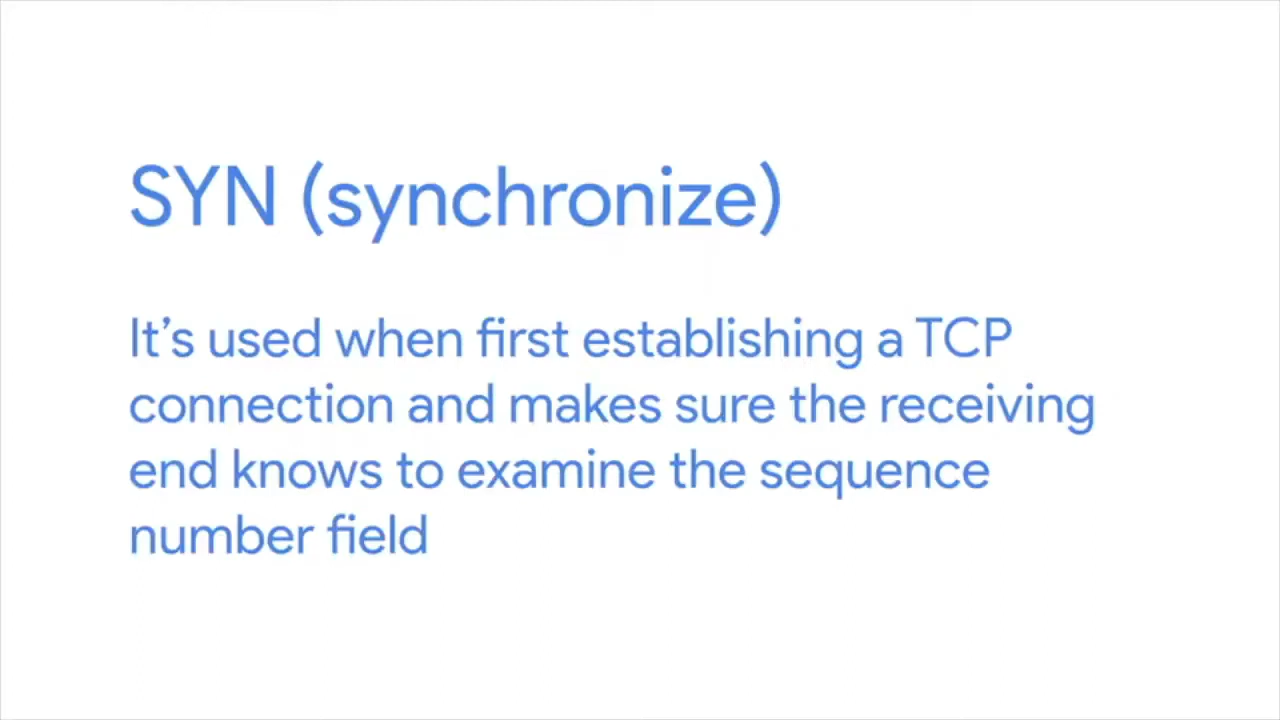 SYN (synchronize)
It’s used when first establishing a TCP
connection and makes sure the receiving
end knows to examine the sequence
number field